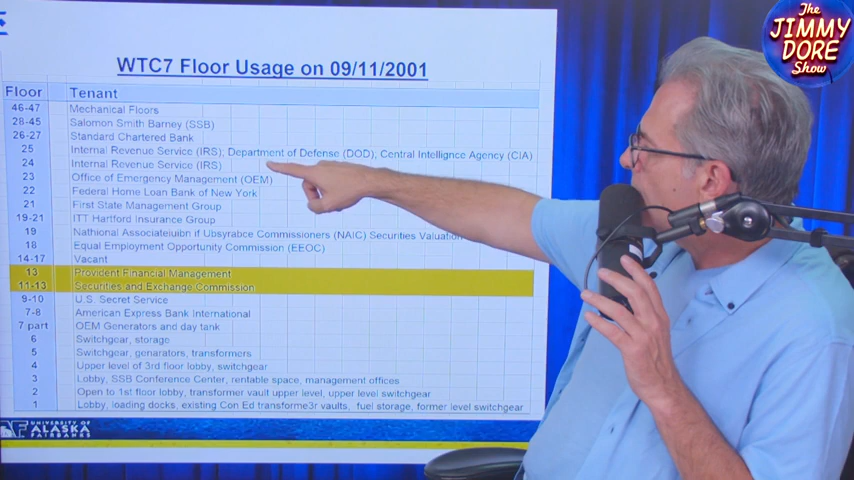 The
JIMMY
DORE
Show
WTC7 Floor Usage on 09/11/2001
Floor Tenant
46-47 Mechanical Floors
28-45 Salomon Smith Barney (SSB)
26-27 Standard Chartered Bank
25 Internal Revenue Service (IRS); Department of Defense (DOD); Central Intellignce Agency (CIA)
24 Internal Revenue Service (IRS)
23 Office of Emergency Management (OEM)
22 Federal Home Loan Bank of New York
21 First State Management Group
19-21 ITT Hartford Insurance Group
19 Nathional Associateiubn if Ubsyrabce Commissioners (NAIC) Securities Valuation
18 Equal Employment Opportunity Commission (EEOC)
14-17 Vacant
13 Provident Financial Management
11-13 Securities and Exchange Commission
9-10 U.S. Secret Service
7-8 American Express Bank International
7 part OEM Generators and day tank
6 Switchgear, storage
5 Switchgear, genarators, transformers
4 Upper level of 3rd floor lobby, switchgear
3 Lobby, SSB Conference Center, rentable space, management offices
2 Open to 1st floor lobby, transformer vault upper level, upper level switchgear
1 Lobby, loading docks, existing Con Ed transforme3r vaults, fuel storage, former level switchgear
UNIVERSITY OF
ALASKA
FAIRBANKS